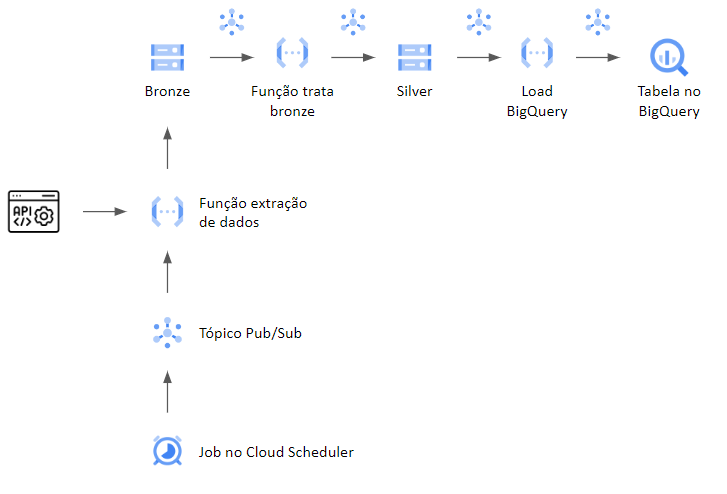 Bronze
Função trata
bronze
Silver
Load
BigQuery
Tabela no
BigQuery
API
</>
Função extração
de dados
Tópico Pub/Sub
Job no Cloud Scheduler